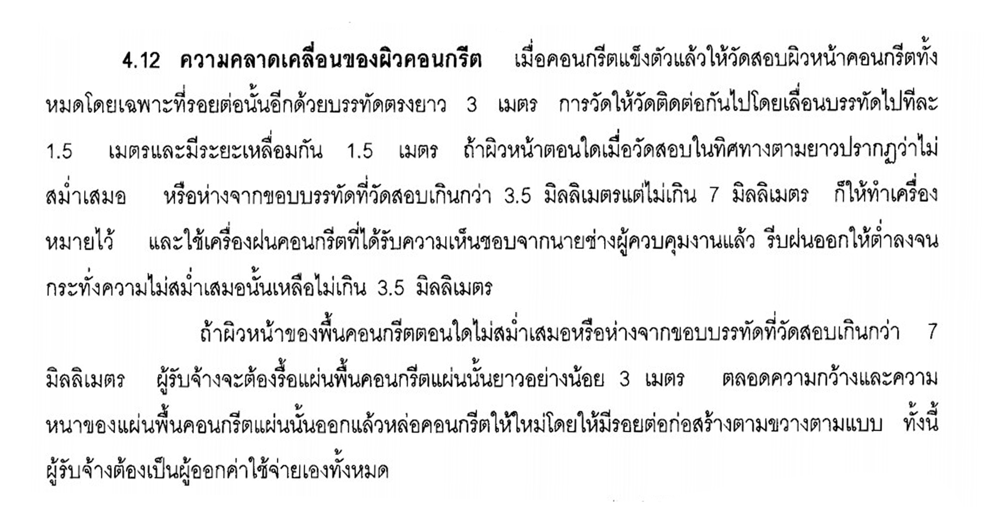 4.12 ความคลาดเคลื่อนของผิวคอนกรีต เมื่อคอนกรีตแข็งตัวแล้วให้วัดสอบผิวหน้าคอนกรีตทั้ง
หมดโดยเฉพาะที่รอยต่อนั้นอีกด้วยบรรทัดตรงยาว 3 เมตร การวัดให้วัดติดต่อกันไปโดยเลื่อนบรรทัดไปทีละ
1.5 เมตรและมีระยะเหลื่อมกัน 1.5 เมตร ถ้าผิวหน้าตอนใดเมื่อวัดสอบในทิศทางตามยาวปรากฏว่าไม่
สม่ำเสมอ หรือห่างจากขอบบรรทัดที่วัดสอบเกินกว่า 3.5 มิลลิเมตรแต่ไม่เกิน 7 มิลลิเมตร ก็ให้ทำเครื่อง
หมายไว้ และใช้เครื่องฝนคอนกรีตที่ได้รับความเห็นชอบจากนายช่างผู้ควบคุมงานแล้ว รีบฝนออกให้ต่ำลงจน
กระทั่งความไม่สม่ำเสมอนั้นเหลือไม่เกิน 3.5 มิลลิเมตร
ถ้าผิวหน้าของพื้นคอนกรีตตอนใดไม่สม่ำเสมอหรือห่างจากขอบบรรทัดที่วัดสอบเกินกว่า 7
มิลลิเมตร ผู้รับจ้างจะต้องรื้อแผ่นพื้นคอนกรีตแผ่นนั้นยาวอย่างน้อย 3 เมตร ตลอดความกว้างและความ
หนาของแผ่นพื้นคอนกรีตแผ่นนั้นออกแล้วหล่อคอนกรีตให้ใหม่โดยให้มีรอยต่อก่อสร้างตามขวางตามแบบ ทั้งนี้
ผู้รับจ้างต้องเป็นผู้ออกค่าใช้จ่ายเองทั้งหมด